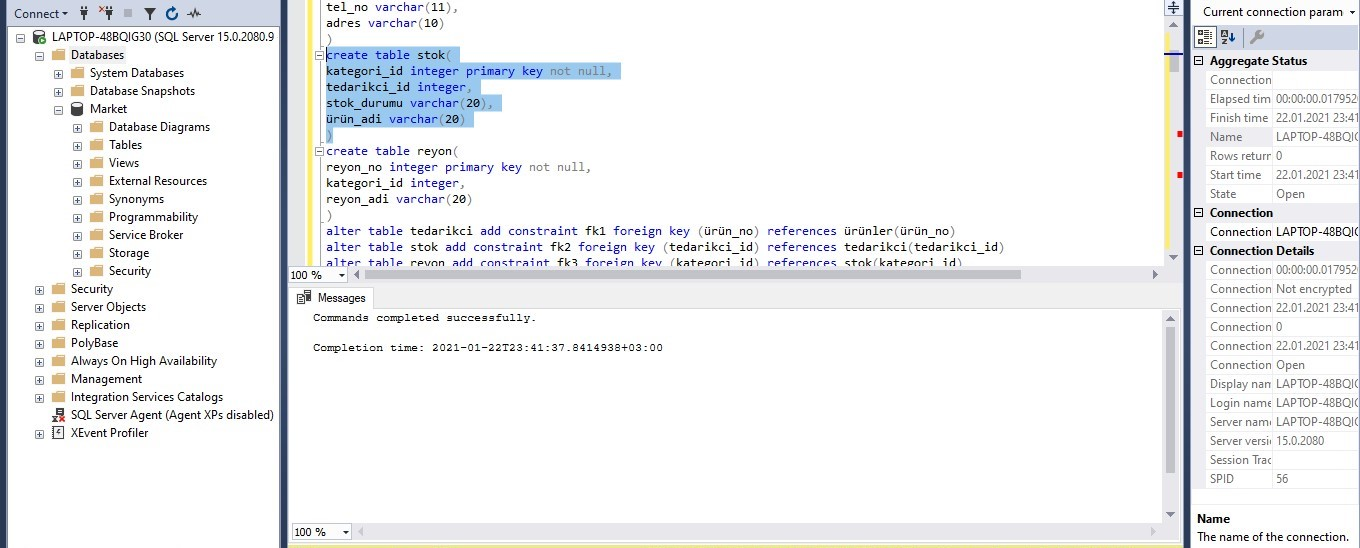 Connect
LAPTOP-48BQIG30 (SQL Server 15.0.2080.9
Databases
System Databases
Database Snapshots
Market
Database Diagrams
Tables
Views
External Resources
Synonyms
Programmability
Service Broker
Storage
Security
Security
Server Objects
Replication
PolyBase
Always On High Availability
Management
Integration Services Catalogs
SQL Server Agent (Agent XPs disabled)
XEvent Profiler
tel_no varchar(11),
adres varchar(10)
)
create table stok(
kategori_id integer primary key not null,
tedarikci_id integer,
stok_durumu varchar(20),
ürün_adi varchar(20)
)
create table reyon(
reyon_no integer primary key not null,
kategori_id integer,
reyon_adi varchar(20)
)
alter table tedarikci add constraint fk1 foreign key (ürün_no) references ürünler(ürün_no)
alter table stok add constraint fk2 foreign key (tedarikci_id) references tedarikci(tedarikci_id)
alter table reyon add constraint fk3 foreign key (kategori_id) references stok(kategori_id)
100 %
Messages
Commands completed successfully.
Completion time: 2021-01-22T23:41:37.8414938+03:00
100 %
Current connection param
Aggregate Status
Connection
Elapsed tim 00:00:00.017952
Finish time 22.01.2021 23:41
Name LAPTOP-48BQIG
Rows returr 0
Start time 22.01.2021 23:41
State Open
Connection
Connection LAPTOP-48BQIG
Connection Details
Connection 00:00:00.017952
Connection Not encrypted
Connection 22.01.2021 23:41
Connection 0
Connection 22.01.2021 23:41
Connection Open
Display nam LAPTOP-48BQIG
Login name LAPTOP-48BQIG
Server name LAPTOP-48BQIG
Server versi 15.0.2080
Session Trac
SPID 56
Name
The name of the connection.